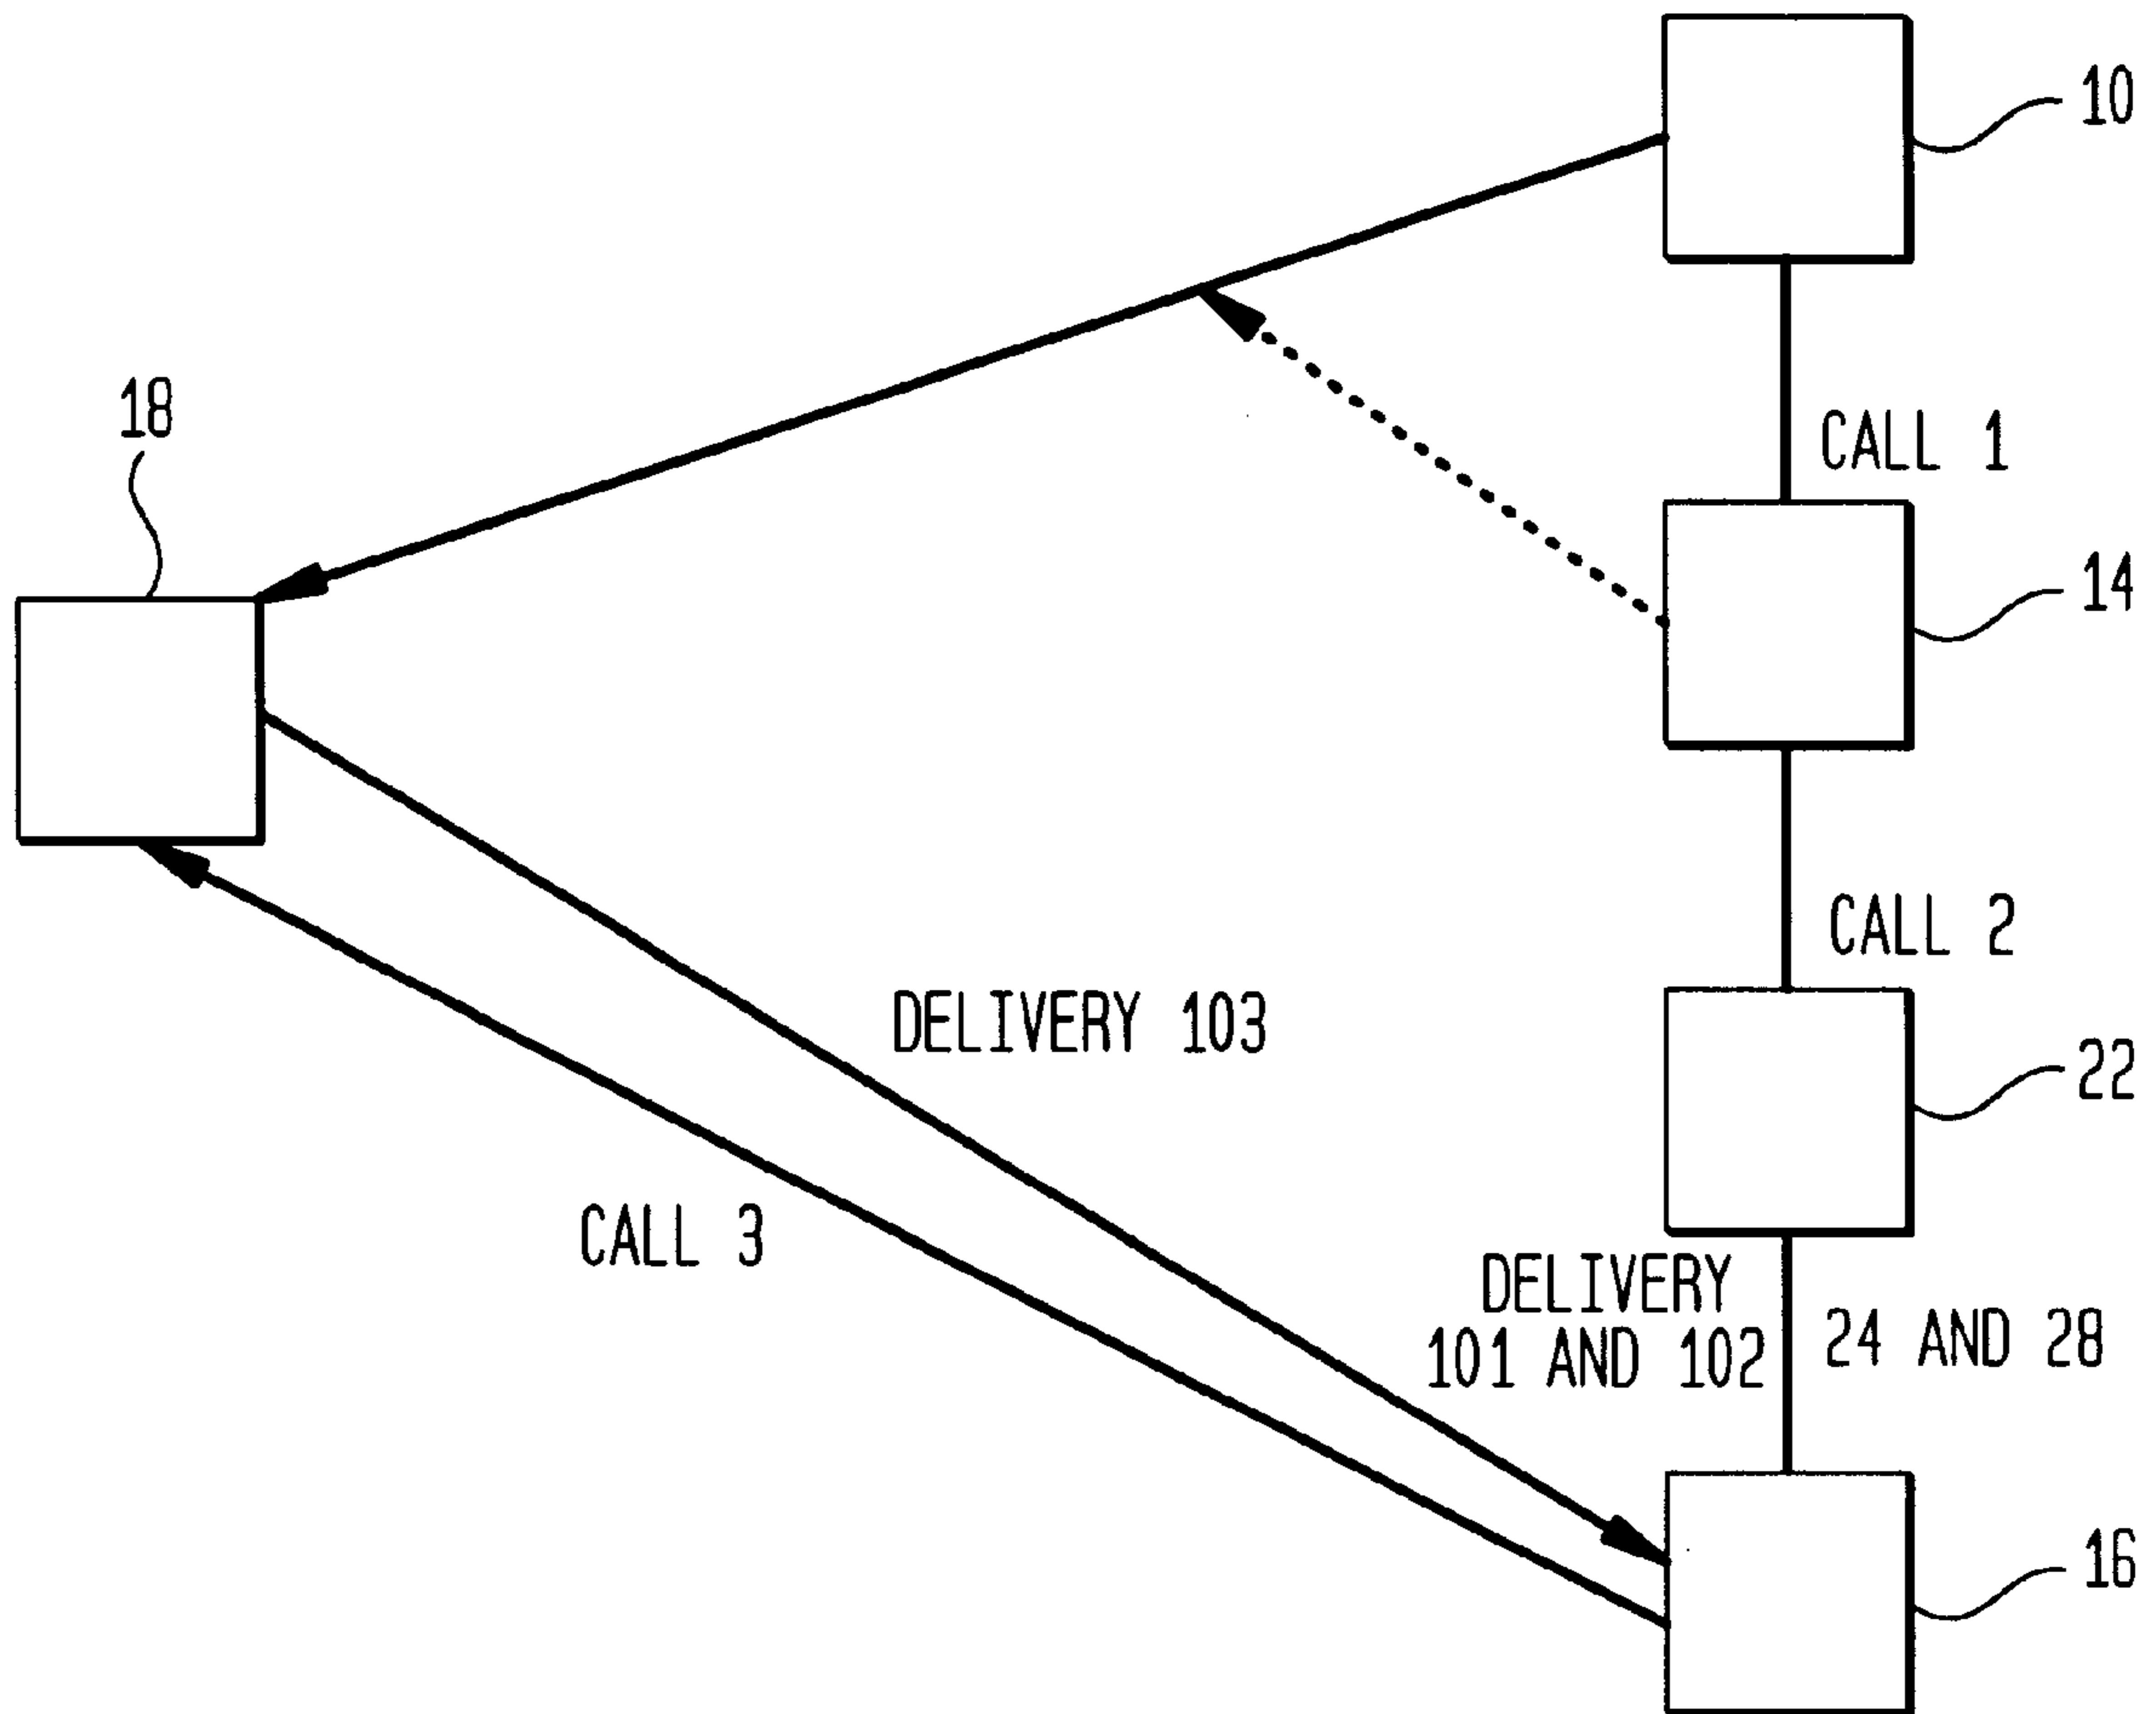 10
18
CALL 1
14
CALL 2
DELIVERY 103
22
CALL 3
DELIVERY
101 AND 102
24 AND 28
16